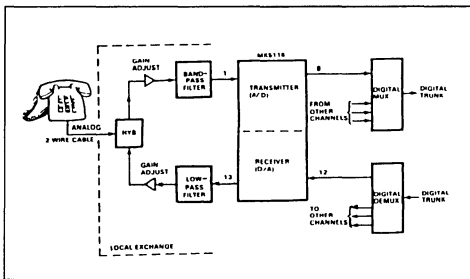 MK5116
GAIN
ADJUST
BAND-
PASS
FILTER
1
TRANSMITTER
(A/D)
8
DIGITAL
MUX
DIGITAL
TRUNK
FROM
OTHER
CHANNELS
ANALOG
2 WIRE CABLE
HYB
GAIN
ADJUST
LOW-
PASS
FILTER
13
RECEIVER
(D/A)
12
DIGITAL
DEMUX
DIGITAL
TRUNK
TO
OTHER
CHANNELS
LOCAL EXCHANGE